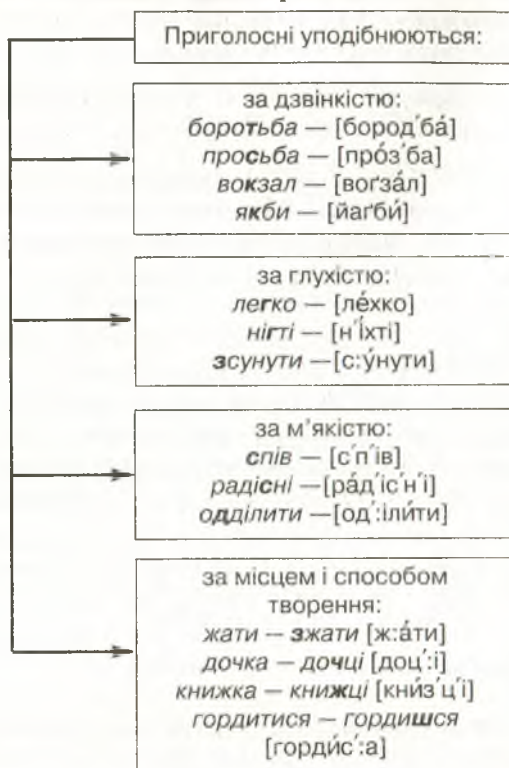 Приголосні уподібнюються:
за дзвінкістю:
боротьба — [бород′ба́]
просьба — [про́з′ба]
вокзал — [воґза́л]
якби — [йаґби́]
за глухістю:
легко — [ле́хко]
нігті — [н′і́хті]
зсунути — [с:у́нути]
за м’якістю:
спів — [с′п′ів]
радісні — [ра́д′іс′н′і]
одділити —[од′:іли́ти]
за місцем і способом
творення:
жати – зжати [ж:а́ти]
дочка – дочці [доц′:і]
книжка – книжці [кни́з′ц′і]
гордитися – гордишся
[горди́с′:а]